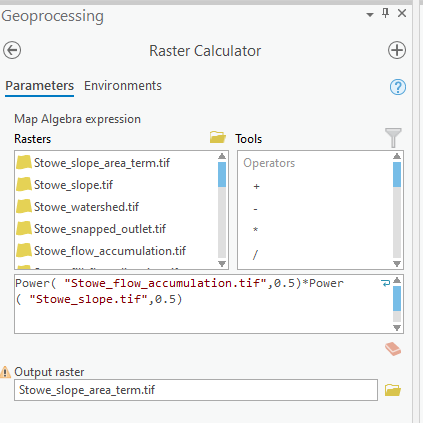 Geoprocessing
Raster Calculator
Parameters Environments
?
Map Algebra expression
Rasters
Tools
Stowe_slope_area_term.tif
Stowe_slope.tif
Stowe_watershed.tif
Stowe_snapped_outlet.tif
Stowe_flow_accumulation.tif
Operators
+
-
*
/
Power( "Stowe_flow_accumulation.tif",0.5)*Power
( "Stowe_slope.tif",0.5)
Output raster
Stowe_slope_area_term.tif